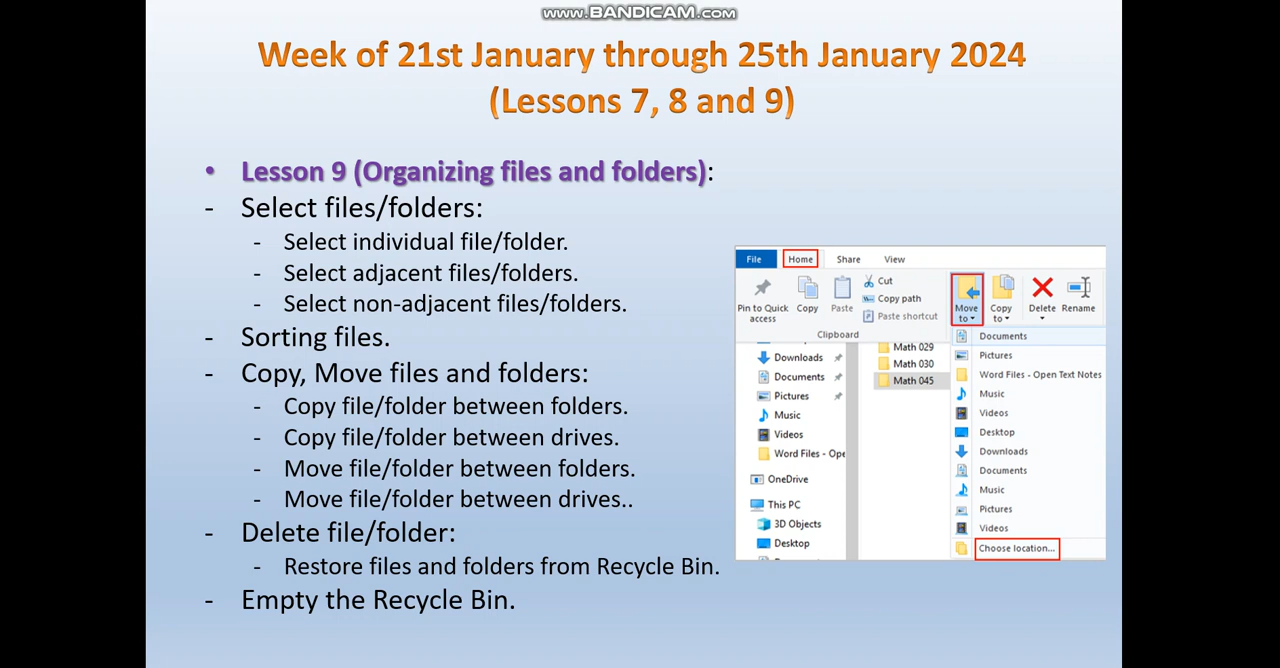 www.BANDICAM.com
Week of 21st January through 25th January 2024
(Lessons 7, 8 and 9)
• Lesson 9 (Organizing files and folders):
- Select files/folders:
- Select individual file/folder.
- Select adjacent files/folders.
- Select non-adjacent files/folders.
- Sorting files.
- Copy, Move files and folders:
- Copy file/folder between folders.
- Copy file/folder between drives.
- Move file/folder between folders.
- Move file/folder between drives..
- Delete file/folder:
- Restore files and folders from Recycle Bin.
- Empty the Recycle Bin.
File Home Share View
Pin to Quick access
Copy
Paste
Cut
Copy path
Paste shortcut
Clipboard
Move to
Copy to
Delete
Rename
Downloads
Documents
Pictures
Music
Videos
Word Files - Ope
OneDrive
This PC
3D Objects
Desktop
Math 029
Math 030
Math 045
Documents
Pictures
Word Files - Open Text Notes
Music
Videos
Desktop
Downloads
Documents
Music
Pictures
Videos
Choose location...